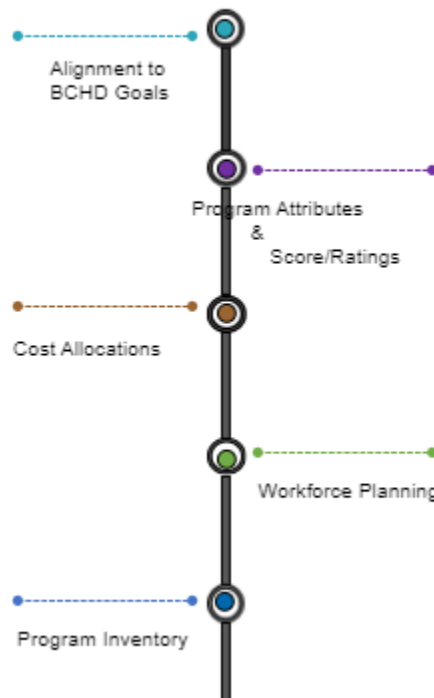 Alignment to
BCHD Goals
Program Attributes
&
Score/Ratings
Cost Allocations
Workforce Planning
Program Inventory